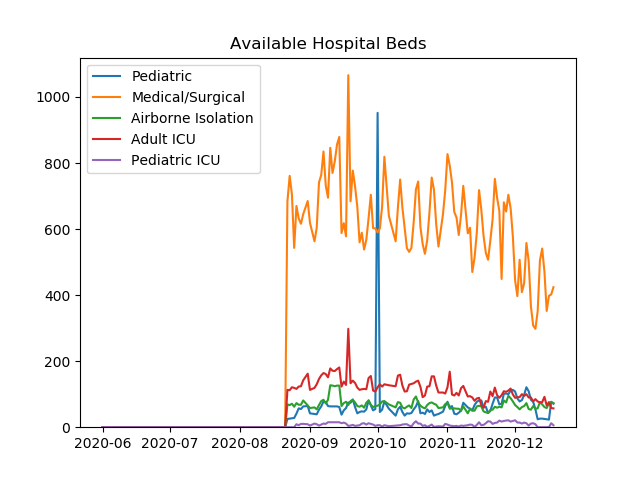 Available Hospital Beds
Pediatric
Medical/Surgical
Airborne Isolation
Adult ICU
Pediatric ICU
1000
800
600
400
200
0
2020-06 2020-07 2020-08 2020-09 2020-10 2020-11 2020-12